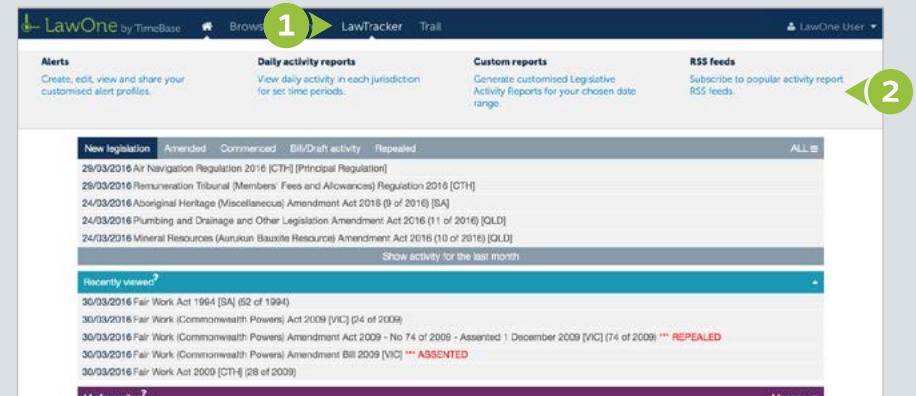 LawOne by TimeBase Brows 1 LawTracker Trail LawOne User
Alerts
Create, edit, view and share your
customised alert profiles.
Daily activity reports
View daily activity in each jurisdiction
for set time periods.
Custom reports
Generate customised Legislative
Activity Reports for your chosen date
range.
RSS feeds
Subscribe to popular activity report
RSS feeds.
2
New legislation Amended Commenced Bill/Draft activity Repealed ALL
29/03/2016 Air Navigation Regulation 2016 [CTH] [Principal Regulation]
29/03/2016 Remuneration Tribunal (Members' Fees and Allowances) Regulation 2016 [CTH]
24/03/2016 Aboriginal Heritage (Miscellaneous) Amendment Act 2016 (9 of 2016) [SA]
24/03/2016 Plumbing and Drainage and Other Legislation Amendment Act 2016 (11 of 2016) [QLD]
24/03/2016 Mineral Resources (Aurukun Bauxite Resource) Amendment Act 2016 (10 of 2016) [QLD]
Show activity for the last month
Recently viewed?
30/03/2016 Fair Work Act 1994 [SA] (52 of 1994)
30/03/2016 Fair Work (Commonwealth Powers) Act 2009 [VIC] (24 of 2009)
30/03/2016 Fair Work (Commonwealth Powers) Amendment Act 2009 - No 74 of 2009 - Assented 1 December 2009 [VIC] (74 of 2009) *** REPEALED
30/03/2016 Fair Work (Commonwealth Powers) Amendment Bill 2009 [VIC] *** ASSENTED
30/03/2016 Fair Work Act 2009 [CTH] (28 of 2009)